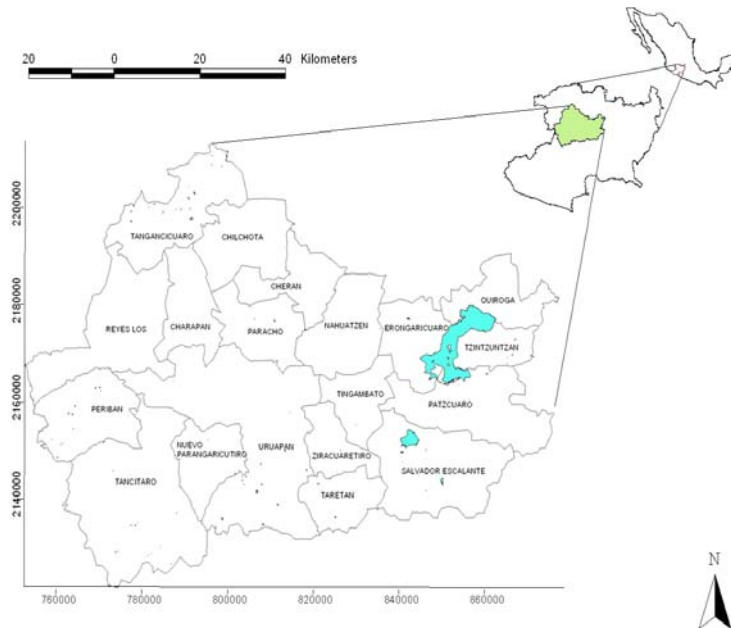 20 0 20 40 Kilometers
2200000
2180000
2160000
2140000
TANGANCICUARO
CHILCHOTA
CHERAN
QUIROGA
REYES LOS
CHARAPAN
PARACHO
NAHUATZEN
ERONGARICUARO
TZINTZUNTZAN
TINGAMBATO
PATZCUARO
PERIBAN
NUEVO
PARANGARICUTIRO
URUAPAN
ZIRACUARETIRO
SALVADOR ESCALANTE
TANCITARO
TARETAN
760000 780000 800000 820000 840000 860000
N